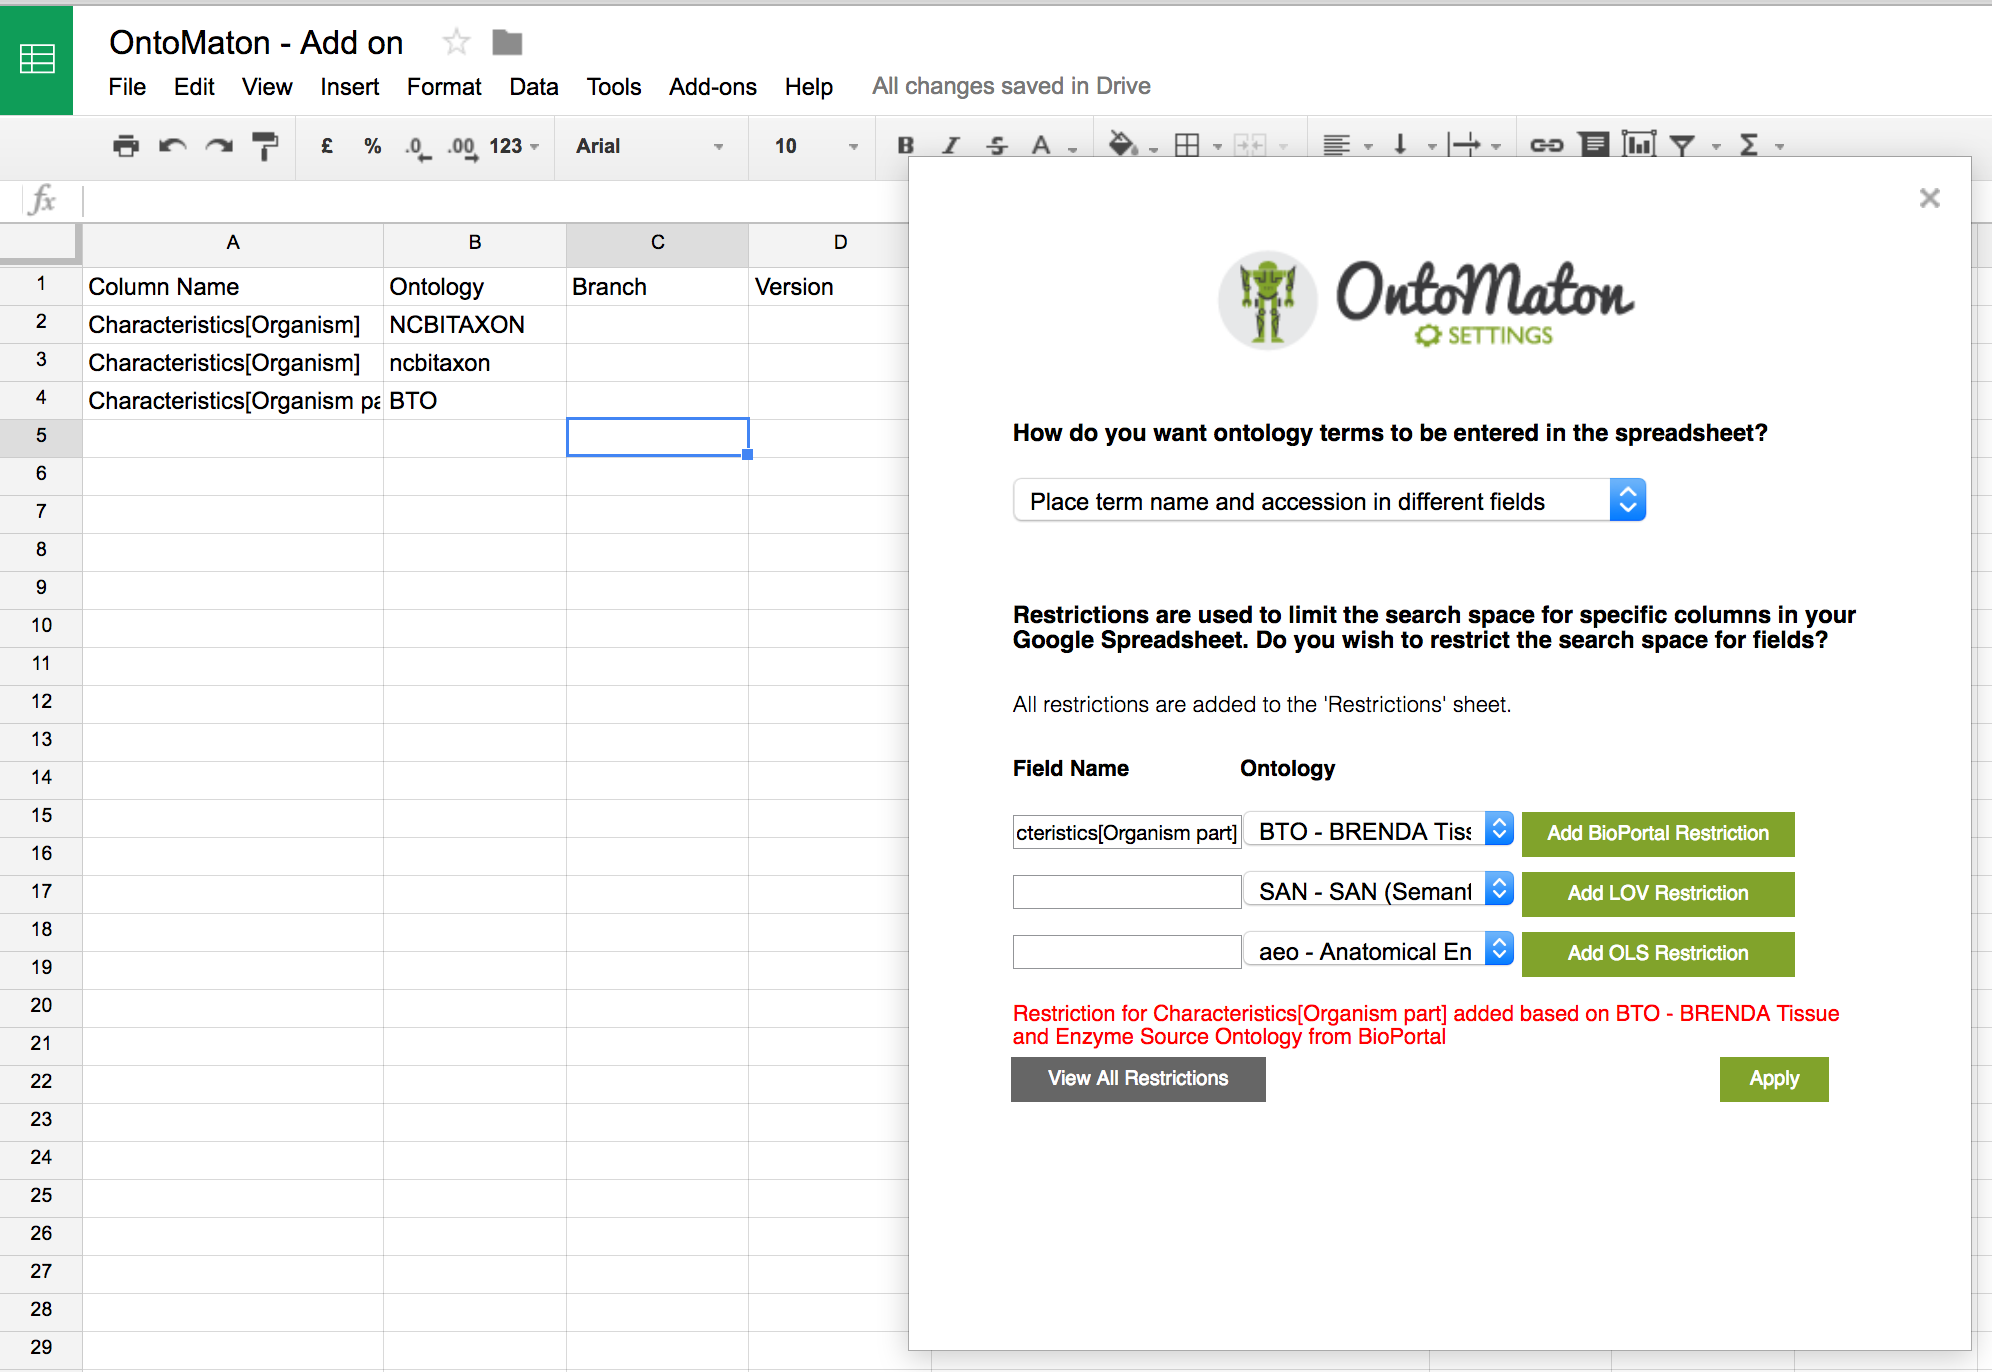 OntoMaton - Add on
File Edit View Insert Format Data Tools Add-ons Help All changes saved in Drive
£ % .0 .00 123 Arial 10 B I S A Σ
fx
A B C D
1 Column Name Ontology Branch Version
2 Characteristics[Organism] NCBITAXON
3 Characteristics[Organism] ncbitaxon
4 Characteristics[Organism pa BTO
5
6
7
8
9
10
11
12
13
14
15
16
17
18
19
20
21
22
23
24
25
26
27
28
29
OntoMaton
SETTINGS
How do you want ontology terms to be entered in the spreadsheet?
Place term name and accession in different fields
Restrictions are used to limit the search space for specific columns in your
Google Spreadsheet. Do you wish to restrict the search space for fields?
All restrictions are added to the 'Restrictions' sheet.
Field Name Ontology
cteristics[Organism part] BTO - BRENDA Tiss Add BioPortal Restriction
SAN - SAN (Semant Add LOV Restriction
aeo - Anatomical En Add OLS Restriction
Restriction for Characteristics[Organism part] added based on BTO - BRENDA Tissue
and Enzyme Source Ontology from BioPortal
View All Restrictions Apply